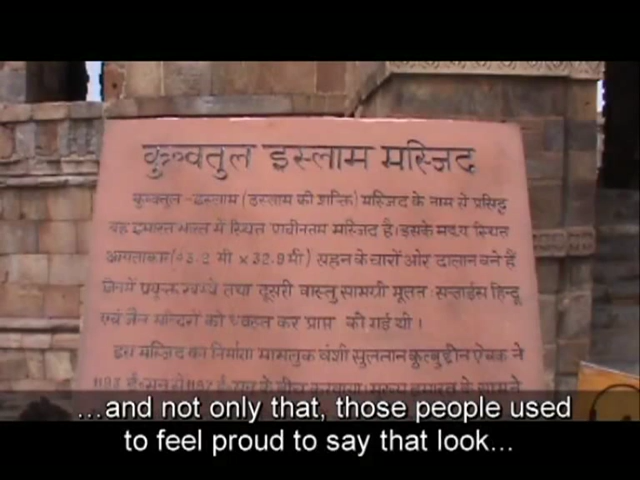 कुव्वतुल इस्लाम मस्जिद
कुव्वतुल -इस्लाम (इस्लाम की शक्ति) मस्जिद के नाम से प्रसिद्ध
यह इमारत भारत में स्थित प्राचीनतम मस्जिद है। इसके मध्य स्थित
आयताकार (43.2 मी × 32.9 मी) सहन के चारों ओर दालान बने हैं
जिनमें प्रयुक्त खम्बे तथा दूसरी वास्तु सामग्री मूलतः सत्ताईस हिन्दू
एवं जैन मन्दिरों को ध्वस्त कर प्राप्त की गई थी ।
इस मस्जिद का निर्माता मामलुक वंशी सुलतान कुत्बुद्दीन ऐबक ने
...and not only that, those people used
to feel proud to say that look...